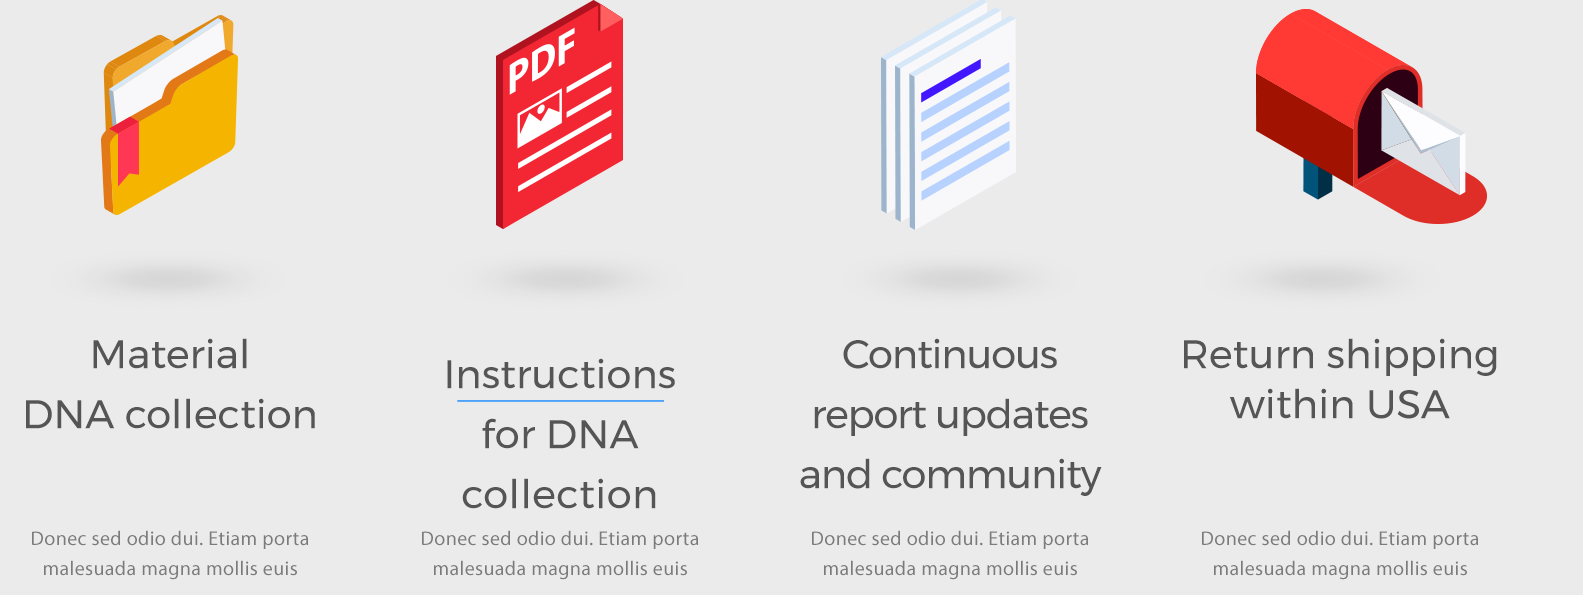 PDF
Material
DNA collection
Donec sed odio dui. Etiam porta
malesuada magna mollis euis
Instructions
for DNA
collection
Donec sed odio dui. Etiam porta
malesuada magna mollis euis
Continuous
report updates
and community
Donec sed odio dui. Etiam porta
malesuada magna mollis euis
Return shipping
within USA
Donec sed odio dui. Etiam porta
malesuada magna mollis euis